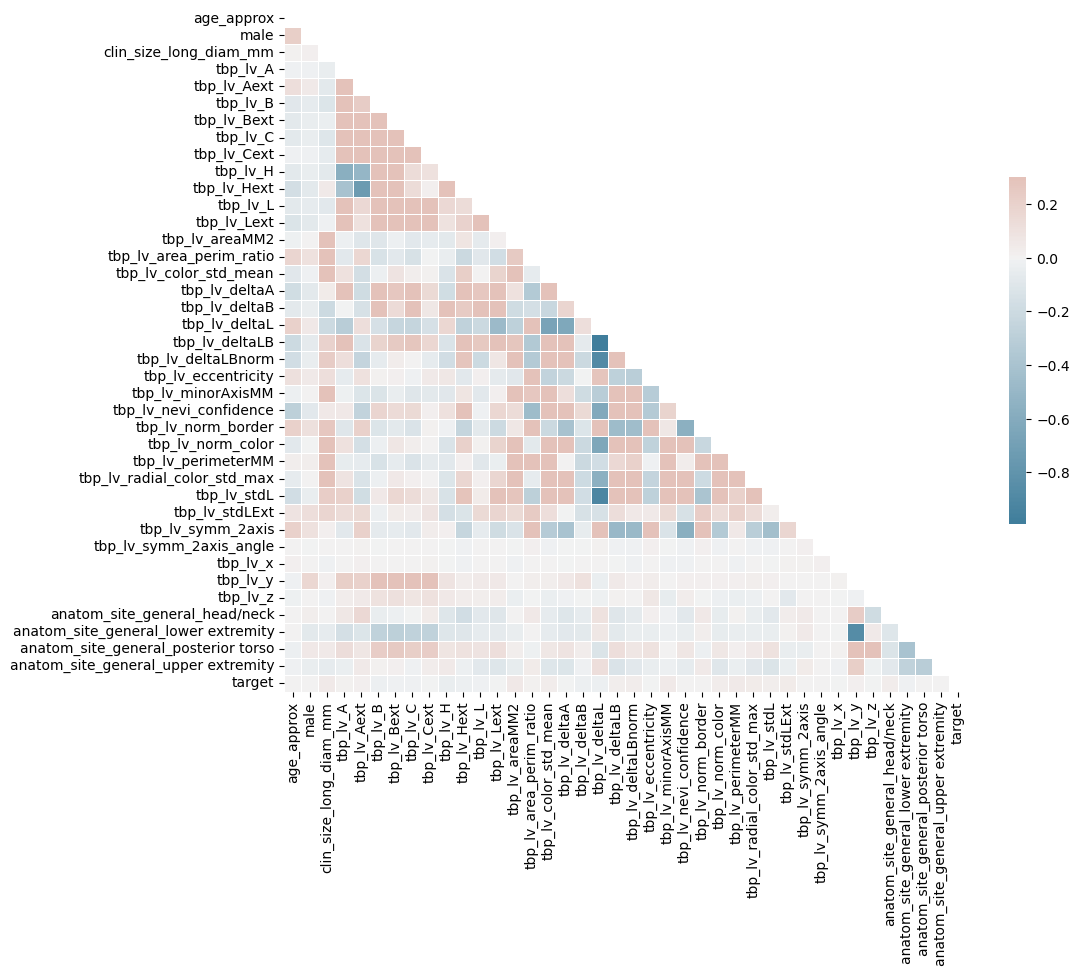 age_approx
male
clin_size_long_diam_mm
tbp_lv_A
tbp_lv_Aext
tbp_lv_B
tbp_lv_Bext
tbp_lv_C
tbp_lv_Cext
tbp_lv_H
tbp_lv_Hext
tbp_lv_L
tbp_lv_Lext
tbp_lv_areaMM2
tbp_lv_area_perim_ratio
tbp_lv_color_std_mean
tbp_lv_deltaA
tbp_lv_deltaB
tbp_lv_deltaL
tbp_lv_deltaLB
tbp_lv_deltaLBnorm
tbp_lv_eccentricity
tbp_lv_minorAxisMM
tbp_lv_nevi_confidence
tbp_lv_norm_border
tbp_lv_norm_color
tbp_lv_perimeterMM
tbp_lv_radial_color_std_max
tbp_lv_stdL
tbp_lv_stdLExt
tbp_lv_symm_2axis
tbp_lv_symm_2axis_angle
tbp_lv_x
tbp_lv_y
tbp_lv_z
anatom_site_general_head/neck
anatom_site_general_lower extremity
anatom_site_general_posterior torso
anatom_site_general_upper extremity
target
age_approx
male
clin_size_long_diam_mm
tbp_lv_A
tbp_lv_Aext
tbp_lv_B
tbp_lv_Bext
tbp_lv_C
tbp_lv_Cext
tbp_lv_H
tbp_lv_Hext
tbp_lv_L
tbp_lv_Lext
tbp_lv_areaMM2
tbp_lv_area_perim_ratio
tbp_lv_color_std_mean
tbp_lv_deltaA
tbp_lv_deltaB
tbp_lv_deltaL
tbp_lv_deltaLB
tbp_lv_deltaLBnorm
tbp_lv_eccentricity
tbp_lv_minorAxisMM
tbp_lv_nevi_confidence
tbp_lv_norm_border
tbp_lv_norm_color
tbp_lv_perimeterMM
tbp_lv_radial_color_std_max
tbp_lv_stdL
tbp_lv_stdLExt
tbp_lv_symm_2axis
tbp_lv_symm_2axis_angle
tbp_lv_x
tbp_lv_y
tbp_lv_z
anatom_site_general_head/neck
anatom_site_general_lower extremity
anatom_site_general_posterior torso
anatom_site_general_upper extremity
target
0.2
0.0
−0.2
−0.4
−0.6
−0.8